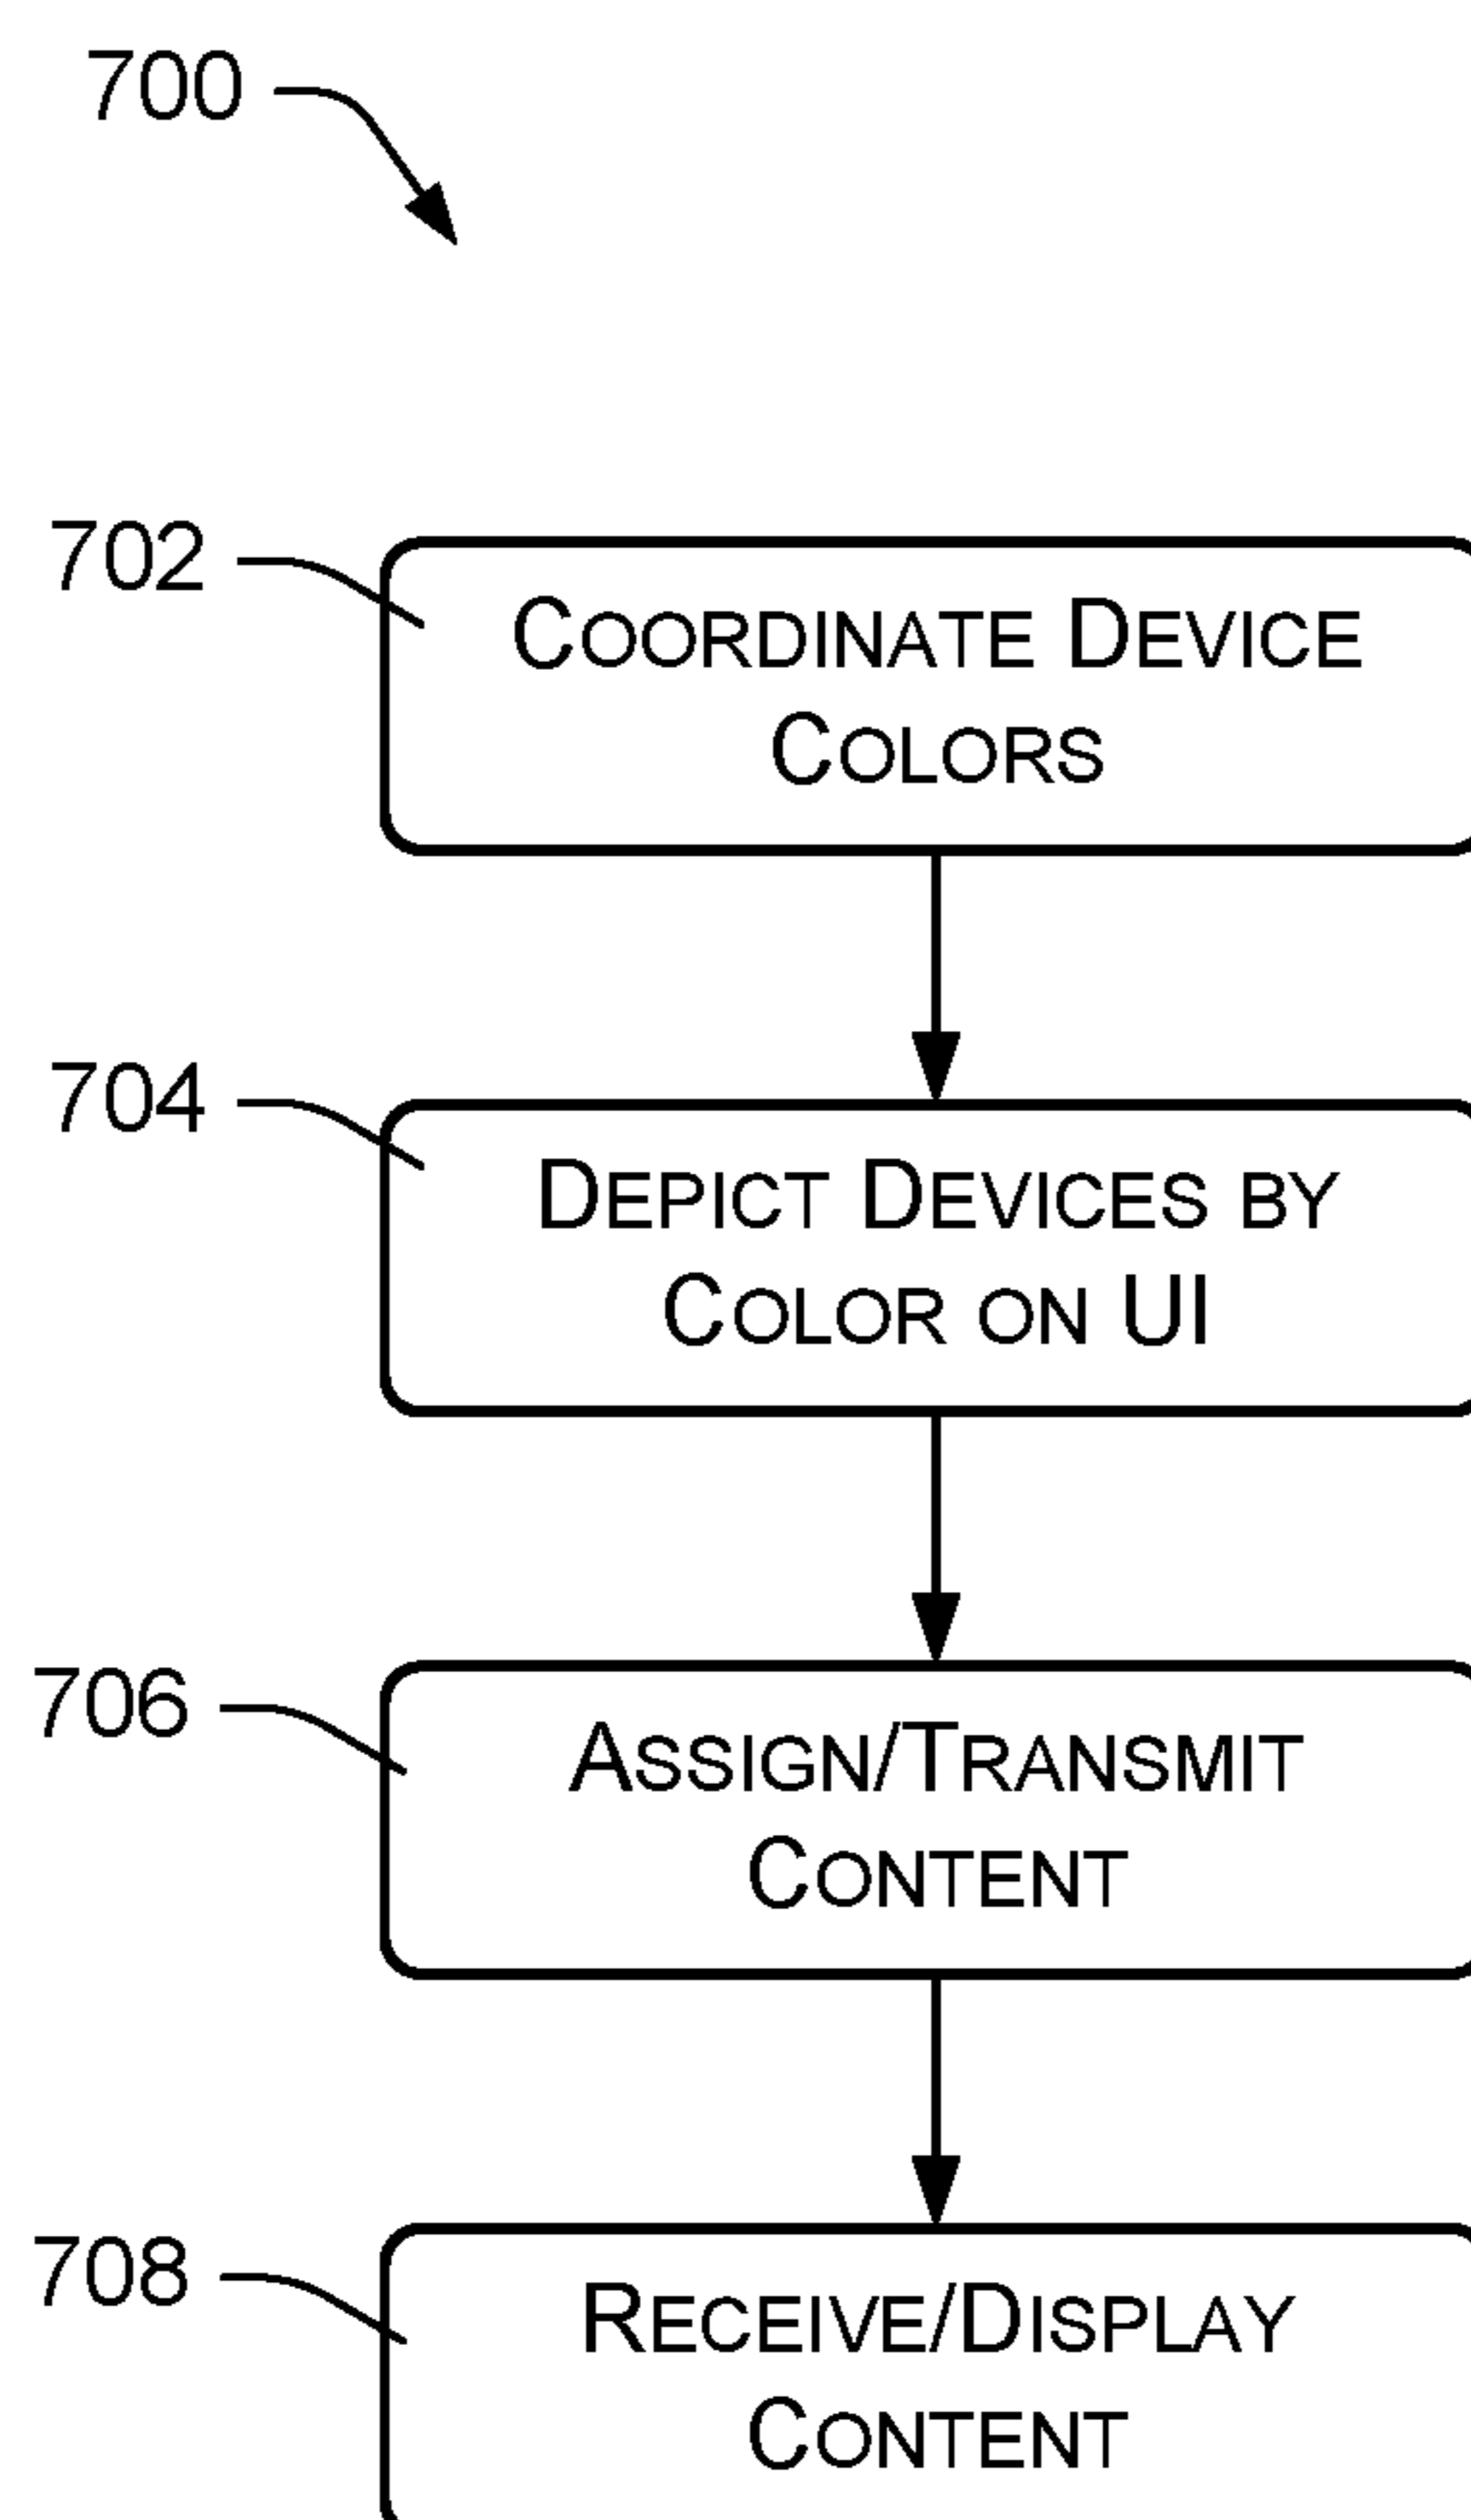 700
702
COORDINATE DEVICE
COLORS
704
DEPICT DEVICES BY
COLOR ON UI
706
ASSIGN/TRANSMIT
CONTENT
708
RECEIVE/DISPLAY
CONTENT